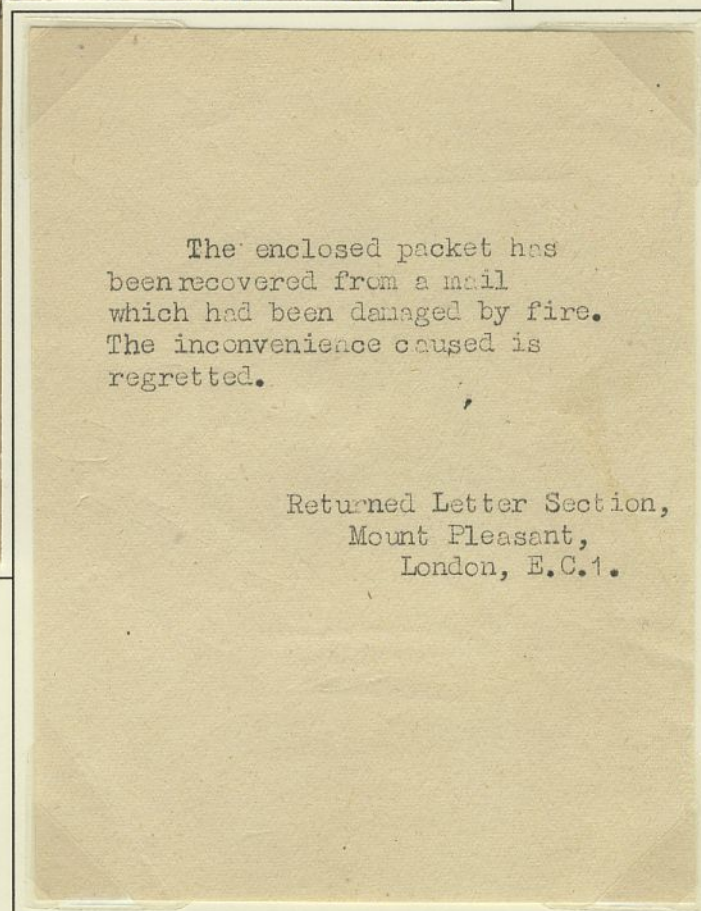 The enclosed packet has
been recovered from a mail
which had been damaged by fire.
The inconvenience caused is
regretted.
Returned Letter Section,
Mount Pleasant,
London, E.C.1.